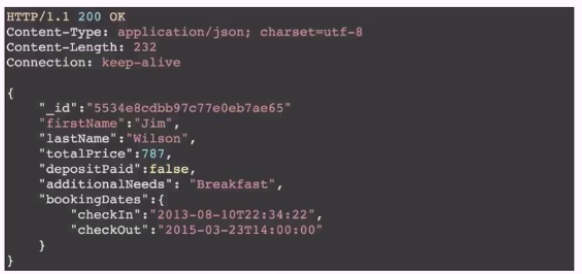 HTTP/1.1 200 OK
Content-Type: application/json; charset=utf-8
Content-Length: 232
Connection: keep-alive
{
"_id":"5534e8cdbb97c77e0eb7ae65"
"firstName":"Jim",
"lastName":"Wilson",
"totalPrice":787,
"depositPaid":false,
"additionalNeeds": "Breakfast",
"bookingDates":{
"checkIn":"2013-08-10T22:34:22",
"checkOut":"2015-03-23T14:00:00"
}
}